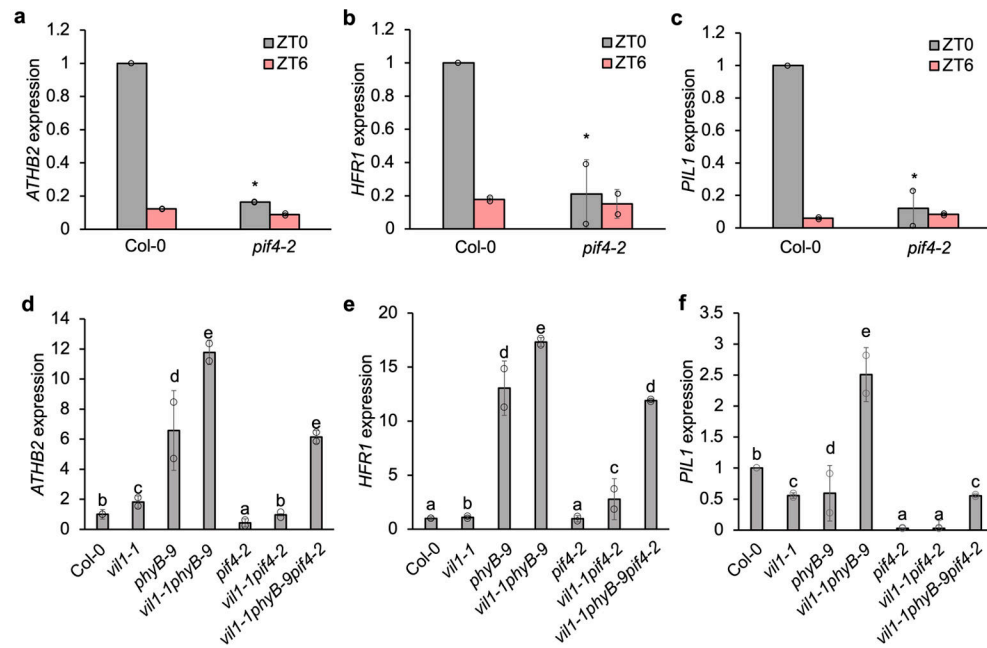 a
1.2
1
0.8
0.6
0.4
0.2
0
ATHB2 expression
ZT0
ZT6
*
Col-0
pif4-2
b
1.2
1
0.8
0.6
0.4
0.2
0
HFR1 expression
ZT0
ZT6
*
Col-0
pif4-2
c
1.2
1
0.8
0.6
0.4
0.2
0
PIL1 expression
ZT0
ZT6
*
Col-0
pif4-2
d
14
12
10
8
6
4
2
0
ATHB2 expression
b
c
d
e
a
b
e
Col-0
vil1-1
phyB-9
vil1-1phyB-9
pif4-2
vil1-1pif4-2
vil1-1phyB-9pif4-2
e
20
15
10
5
0
HFR1 expression
a
b
d
e
a
c
d
Col-0
vil1-1
phyB-9
vil1-1phyB-9
pif4-2
vil1-1pif4-2
vil1-1phyB-9pif4-2
f
3.5
3
2.5
2
1.5
1
0.5
0
PIL1 expression
b
c
d
e
a
a
c
Col-0
vil1-1
phyB-9
vil1-1phyB-9
pif4-2
vil1-1pif4-2
vil1-1phyB-9pif4-2